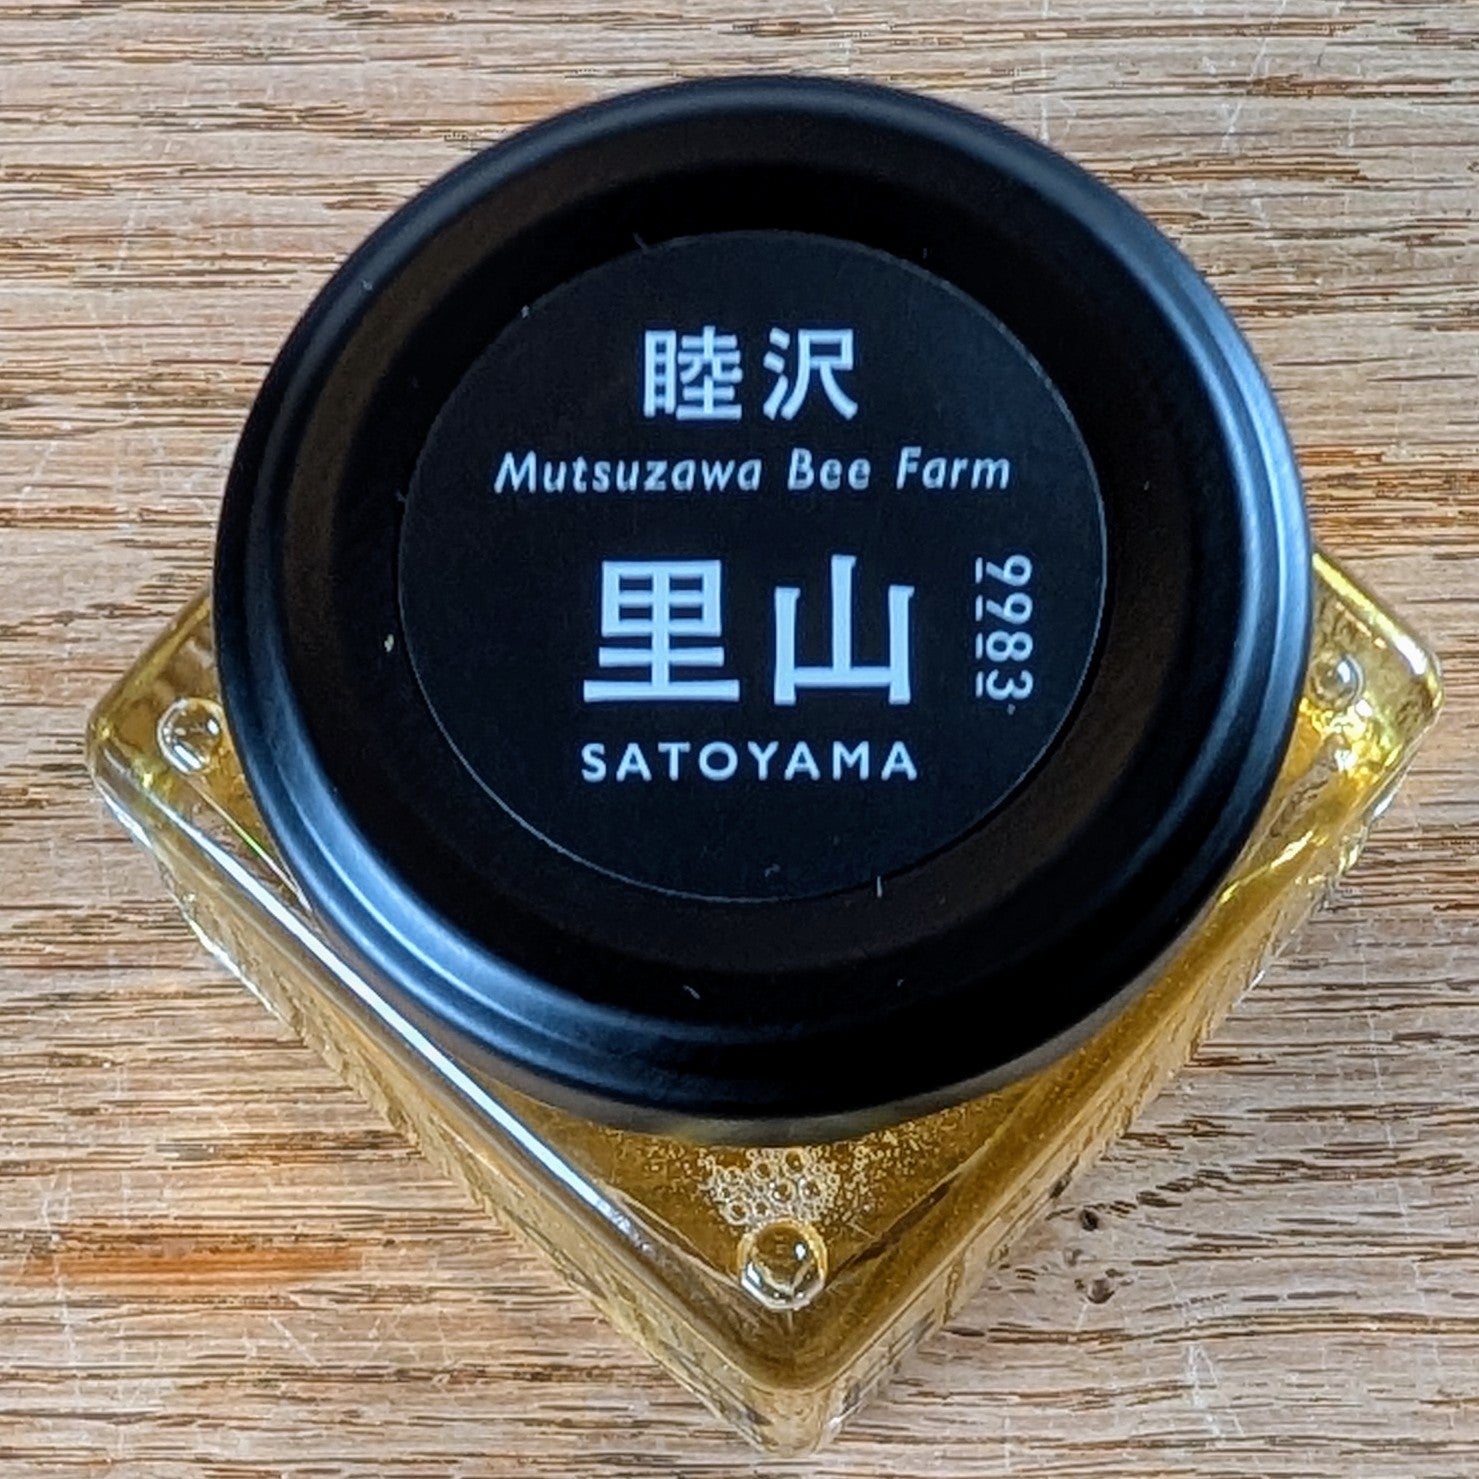 睦沢
Mutsuzawa Bee Farm
里山
9983
SATOYAMA